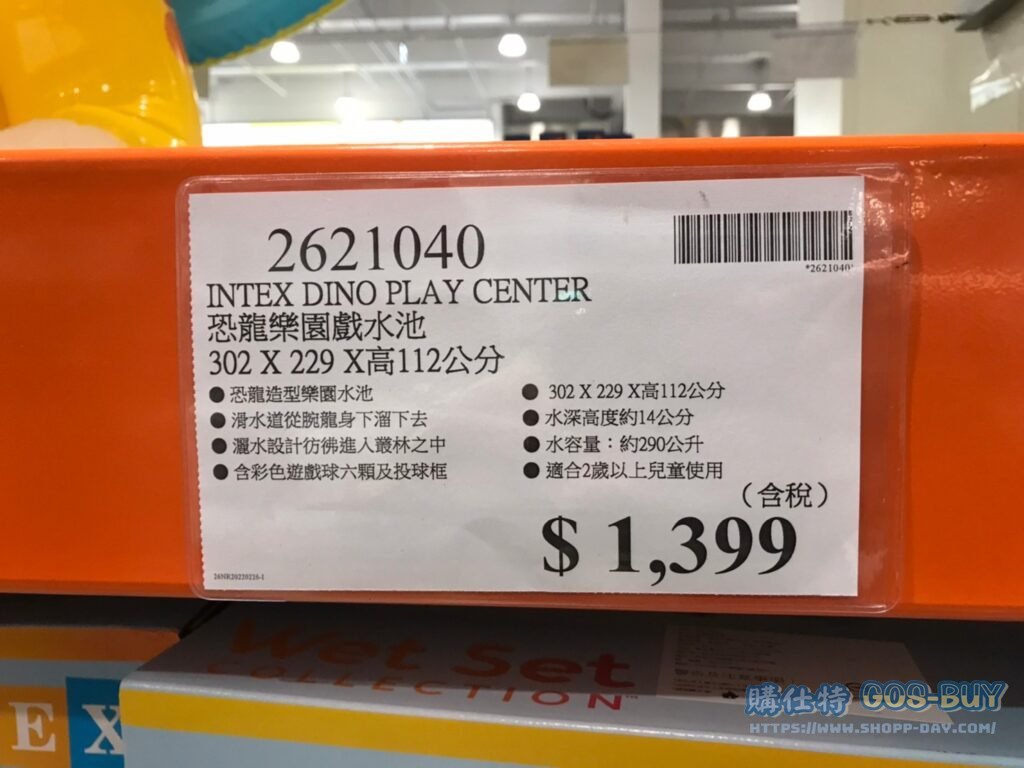 2621040
*2621040*
INTEX DINO PLAY CENTER
恐龍樂園戲水池
302 X 229 X高112公分
●恐龍造型樂園水池
●滑水道從腕龍身下溜下去
●灑水設計彷彿進入叢林之中
●含彩色遊戲球六顆及投球框
●302 X 229 X高112公分
●水深高度約14公分
●水容量：約290公升
●適合2歲以上兒童使用
（含稅）
$ 1,399
26NR20220226-1
Wet Set
COLLECTION™
EX
購仕特 GOS-BUY
HTTPS://WWW.SHOPP-DAY.COM/